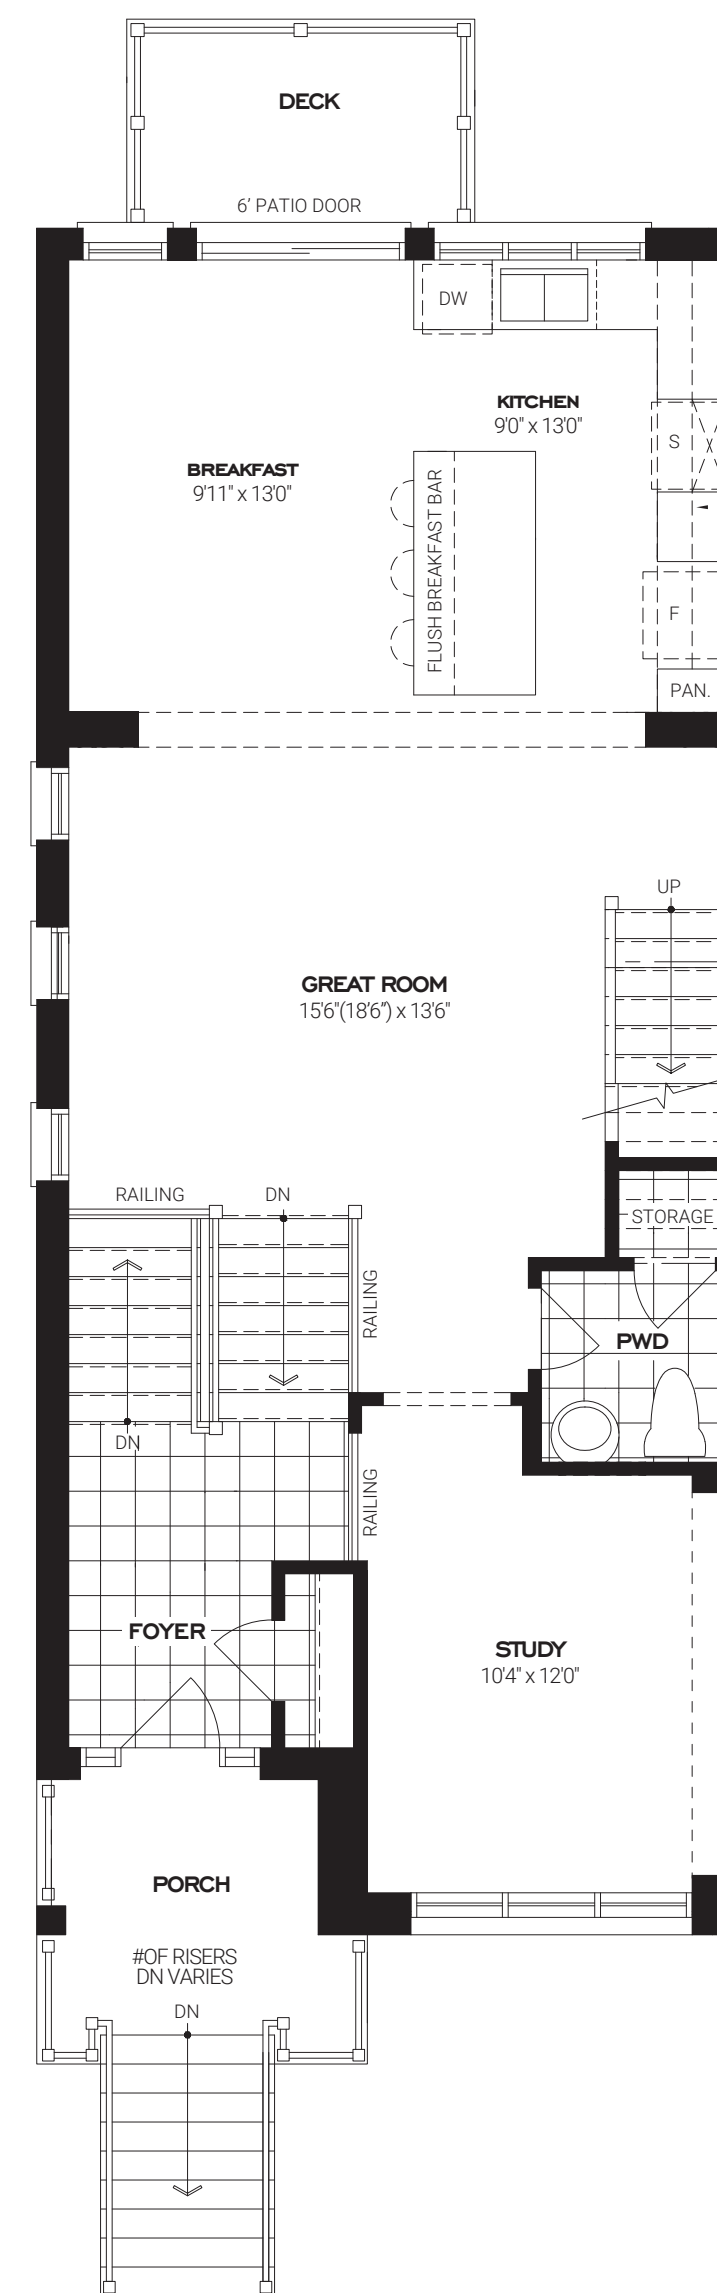 DECK
6' PATIO DOOR
DW
KITCHEN
9'0" x 13'0"
S
BREAKFAST
9'11" x 13'0"
FLUSH BREAKFAST BAR
F
PAN.
UP
GREAT ROOM
15'6"(18'6") x 13'6"
RAILING
DN
STORAGE
RAILING
PWD
DN
RAILING
FOYER
STUDY
10'4" x 12'0"
PORCH
#OF RISERS
DN VARIES
DN